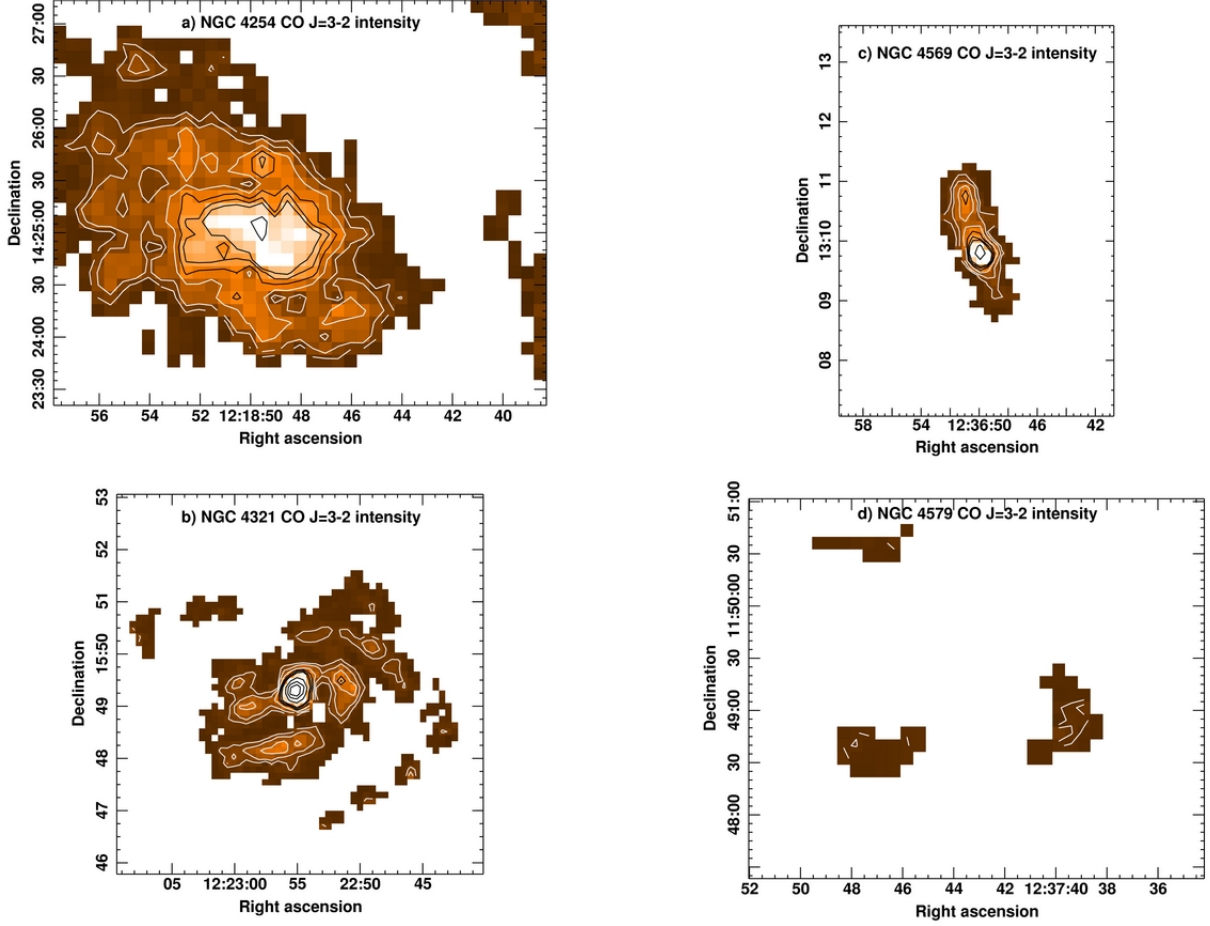 a) NGC 4254 CO J=3-2 intensity
27:00
30
26:00
30
14:25:00
30
24:00
23:30
Declination
56 54 52 12:18:50 48 46 44 42 40
Right ascension
c) NGC 4569 CO J=3-2 intensity
13
12
11
13:10
09
08
Declination
58 54 12:36:50 46 42
Right ascension
b) NGC 4321 CO J=3-2 intensity
53
52
51
15:50
49
48
47
46
Declination
05 12:23:00 55 22:50 45
Right ascension
d) NGC 4579 CO J=3-2 intensity
51:00
30
11:50:00
30
49:00
30
48:00
Declination
52 50 48 46 44 42 12:37:40 38 36
Right ascension